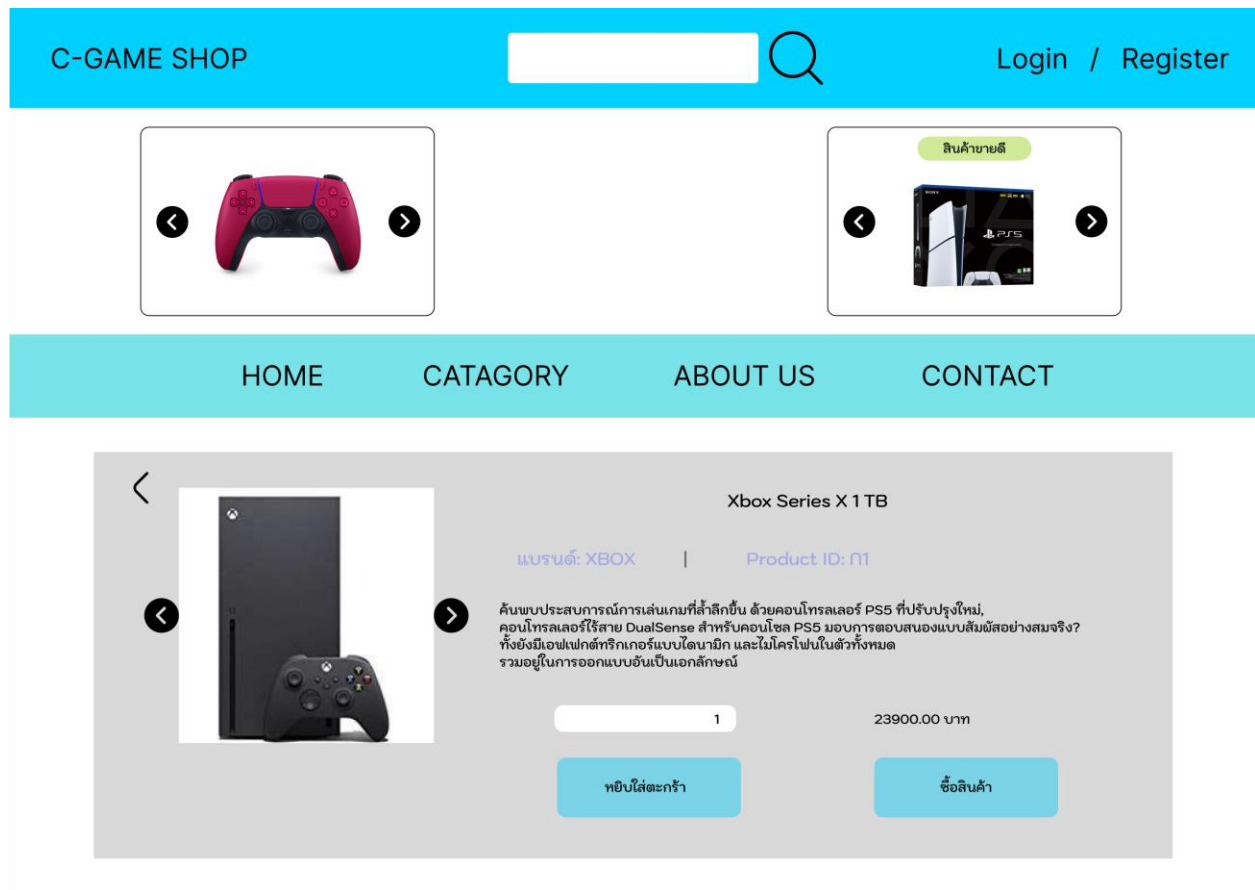 C-GAME SHOP
Login / Register
สินค้าขายดี
SONY
PS5
HOME CATAGORY ABOUT US CONTACT
Xbox Series X 1 TB
แบรนด์: XBOX | Product ID: ก1
ค้นพบประสบการณ์การเล่นเกมที่ล้ำลึกขึ้น ด้วยคอนโทรลเลอร์ PS5 ที่ปรับปรุงใหม่,
คอนโทรลเลอร์ไร้สาย DualSense สำหรับคอนโซล PS5 มอบการตอบสนองแบบสัมผัสอย่างสมจริง?
ทั้งยังมีเอฟเฟกต์ทริกเกอร์แบบไดนามิก และไมโครโฟนในตัวทั้งหมด
รวมอยู่ในการออกแบบอันเป็นเอกลักษณ์
1 23900.00 บาท
หยิบใส่ตะกร้า ซื้อสินค้า